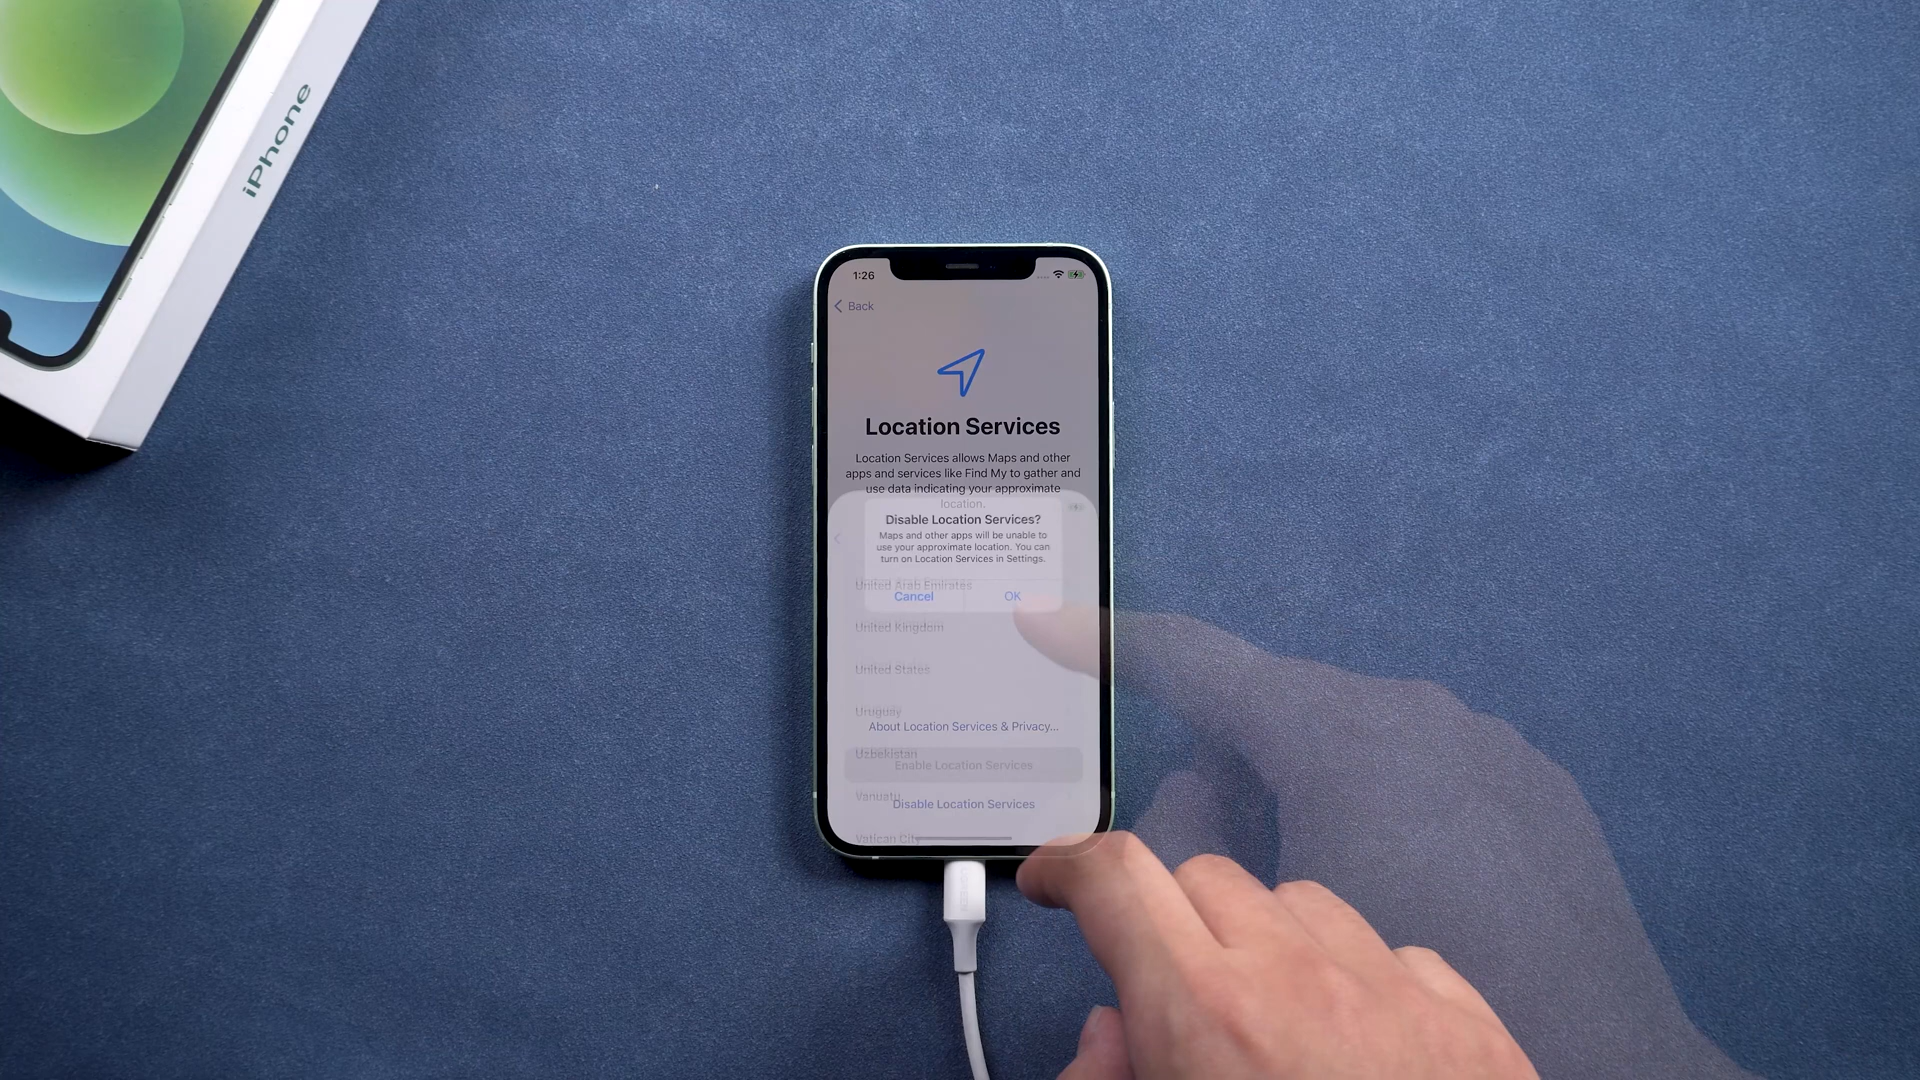 iPhone
1:26
Back
Location Services
Location Services allows Maps and other
apps and services like Find My to gather and
use data indicating your approximate
location.
Disable Location Services?
Maps and other apps will be unable to
use your approximate location. You can
turn on Location Services in Settings.
United Arab Emirates
Cancel
OK
United Kingdom
United States
Uruguay
About Location Services & Privacy...
Uzbekistan
Enable Location Services
Vanuatu
Disable Location Services
Vatican City